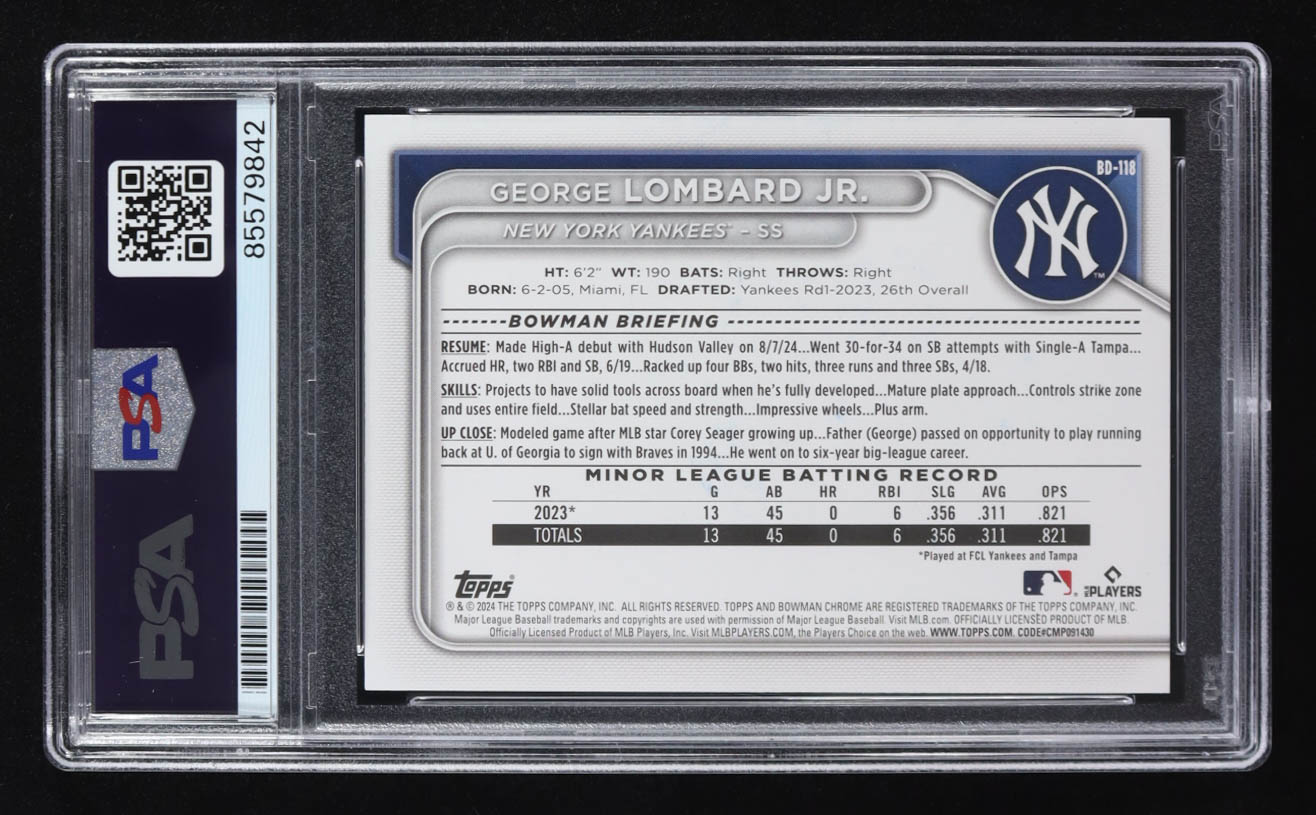 85579842
PSA
PSA
BD-118
GEORGE LOMBARD JR.
NEW YORK YANKEES™ – SS
NY
TM
HT: 6'2" WT: 190 BATS: Right THROWS: Right
BORN: 6-2-05, Miami, FL DRAFTED: Yankees Rd1-2023, 26th Overall
BOWMAN BRIEFING
RESUME: Made High-A debut with Hudson Valley on 8/7/24...Went 30-for-34 on SB attempts with Single-A Tampa...
Accrued HR, two RBI and SB, 6/19...Racked up four BBs, two hits, three runs and three SBs, 4/18.
SKILLS: Projects to have solid tools across board when he's fully developed...Mature plate approach...Controls strike zone
and uses entire field...Stellar bat speed and strength...Impressive wheels...Plus arm.
UP CLOSE: Modeled game after MLB star Corey Seager growing up...Father (George) passed on opportunity to play running
back at U. of Georgia to sign with Braves in 1994...He went on to six-year big-league career.
MINOR LEAGUE BATTING RECORD
YR G AB HR RBI SLG AVG OPS
2023* 13 45 0 6 .356 .311 .821
TOTALS 13 45 0 6 .356 .311 .821
*Played at FCL Yankees and Tampa
Topps®
MLB PLAYERS
® & © 2024 THE TOPPS COMPANY, INC. ALL RIGHTS RESERVED. TOPPS AND BOWMAN CHROME ARE REGISTERED TRADEMARKS OF THE TOPPS COMPANY, INC.
Major League Baseball trademarks and copyrights are used with permission of Major League Baseball. Visit MLB.com. OFFICIALLY LICENSED PRODUCT OF MLB.
Officially Licensed Product of MLB Players, Inc. Visit MLBPLAYERS.COM, the Players Choice on the web. WWW.TOPPS.COM. CODE#CMP091430
PSA